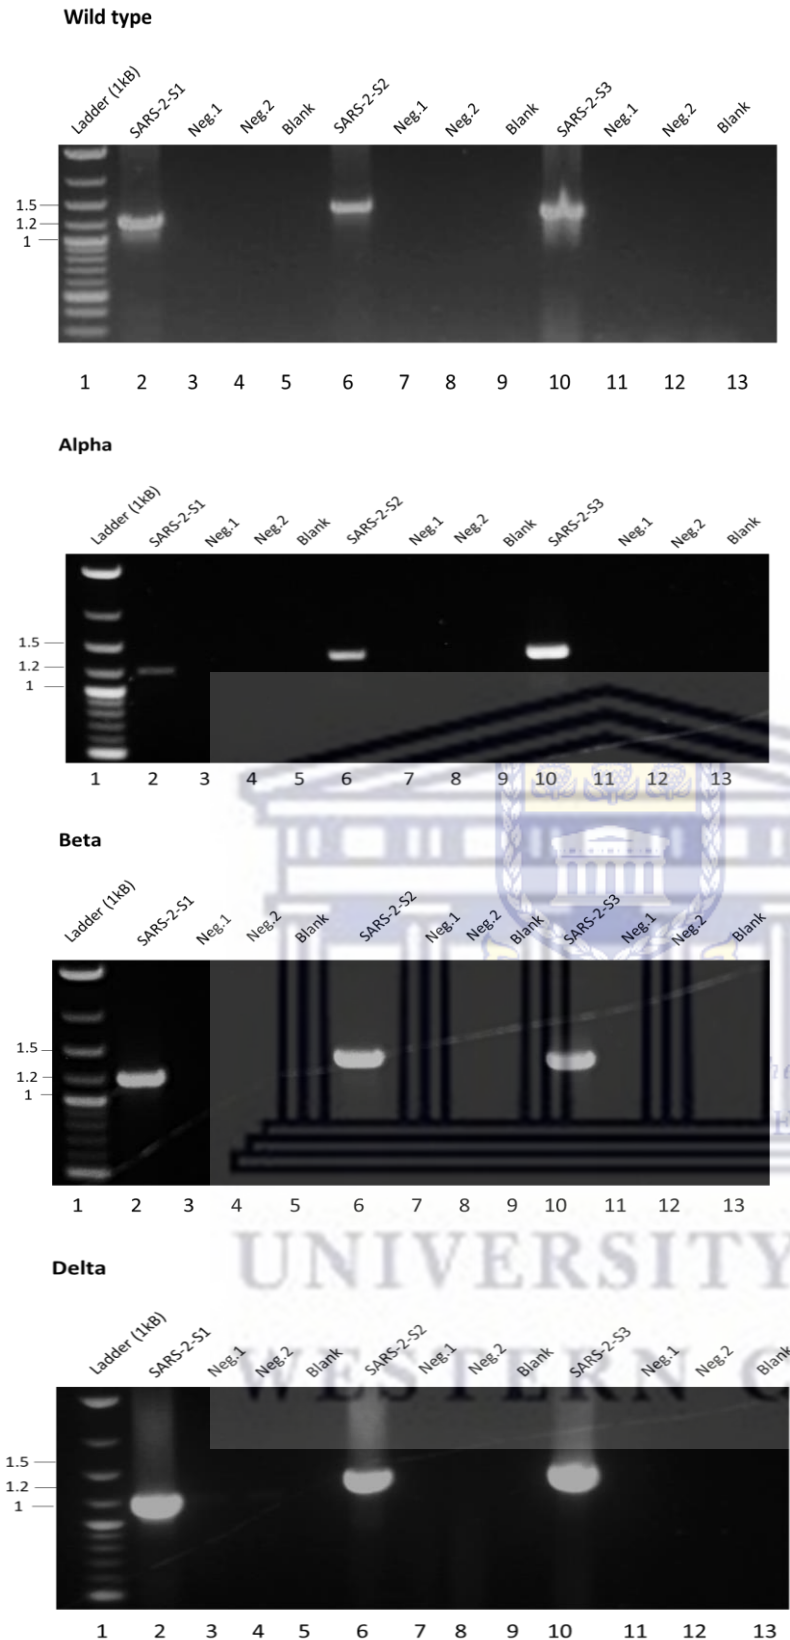 Wild type
Ladder (1kB) SARS-2-S1 Neg.1 Neg.2 Blank SARS-2-S2 Neg.1 Neg.2 Blank SARS-2-S3 Neg.1 Neg.2 Blank
1.5
1.2
1
1 2 3 4 5 6 7 8 9 10 11 12 13
Alpha
Ladder (1kB) SARS-2-S1 Neg.1 Neg.2 Blank SARS-2-S2 Neg.1 Neg.2 Blank SARS-2-S3 Neg.1 Neg.2 Blank
1.5
1.2
1
1 2 3 4 5 6 7 8 9 10 11 12 13
Beta
Ladder (1kB) SARS-2-S1 Neg.1 Neg.2 Blank SARS-2-S2 Neg.1 Neg.2 Blank SARS-2-S3 Neg.1 Neg.2 Blank
1.5
1.2
1
1 2 3 4 5 6 7 8 9 10 11 12 13
UNIVERSITY
Delta
Ladder (1kB) SARS-2-S1 Neg.1 Neg.2 Blank SARS-2-S2 Neg.1 Neg.2 Blank SARS-2-S3 Neg.1 Neg.2 Blank
WESTERN C
1.5
1.2
1
1 2 3 4 5 6 7 8 9 10 11 12 13